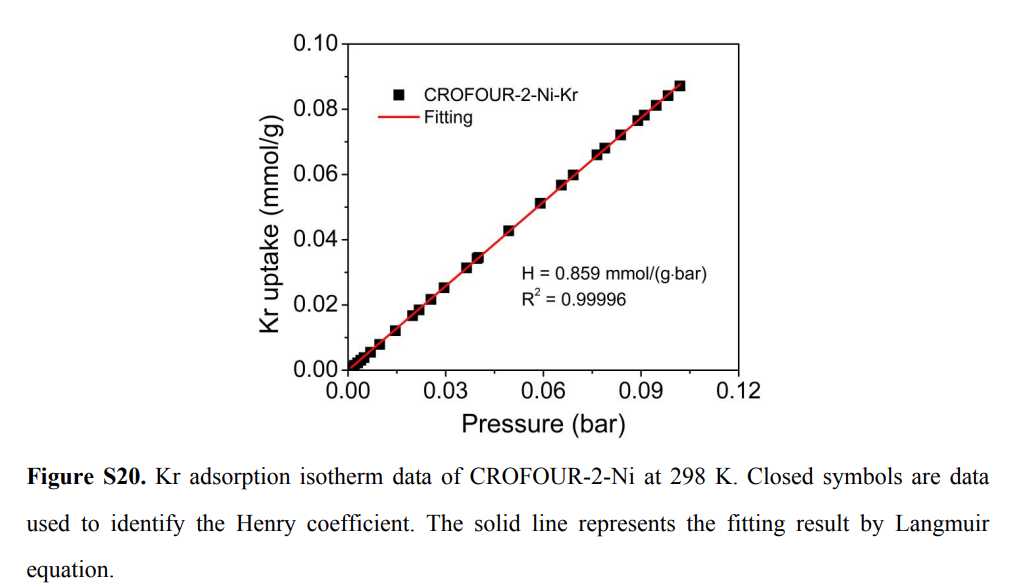 0.10
0.08
0.06
0.04
0.02
0.00
Kr uptake (mmol/g)
CROFOUR-2-Ni-Kr
Fitting
H = 0.859 mmol/(g·bar)
R² = 0.99996
0.00 0.03 0.06 0.09 0.12
Pressure (bar)
Figure S20. Kr adsorption isotherm data of CROFOUR-2-Ni at 298 K. Closed symbols are data
used to identify the Henry coefficient. The solid line represents the fitting result by Langmuir
equation.